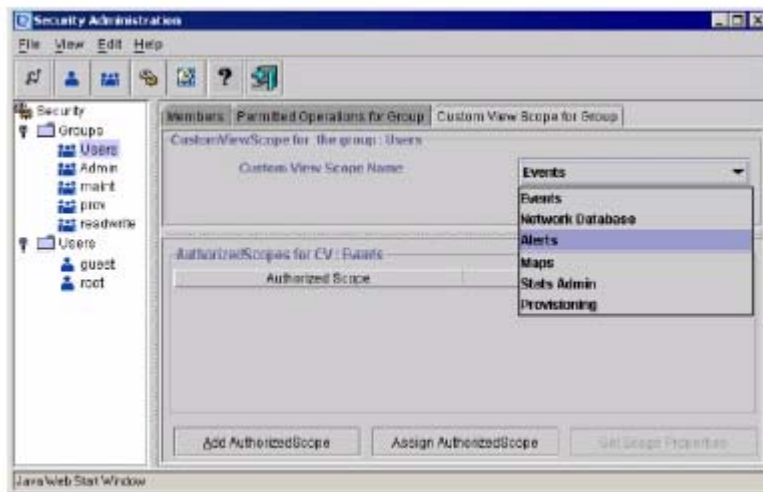 Security Administration
File View Edit Help
Security
Groups
Users
Admin
maint
prov
readwrite
Users
guest
root
Members
Permitted Operations for Group
Custom View Scope for Group
CustomViewScope for the group : Users
Custom View Scope Name
Events
Events
Network Database
Alerts
Maps
Stats Admin
Provisioning
AuthorizedScopes for CV : Events
Authorized Scope
Add AuthorizedScope
Assign AuthorizedScope
Get Scope Properties
Java Web Start Window